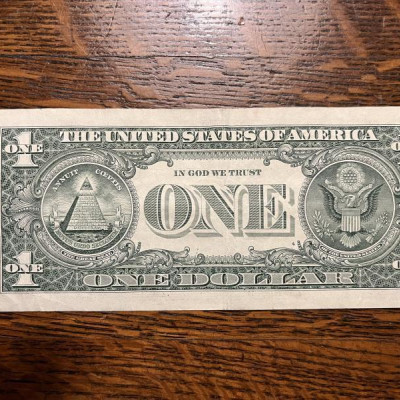 THE UNITED STATES OF AMERICA
ONE
1
ANNUIT COEPTIS
IN GOD WE TRUST
ONE
ONE
1
ONE DOLLAR